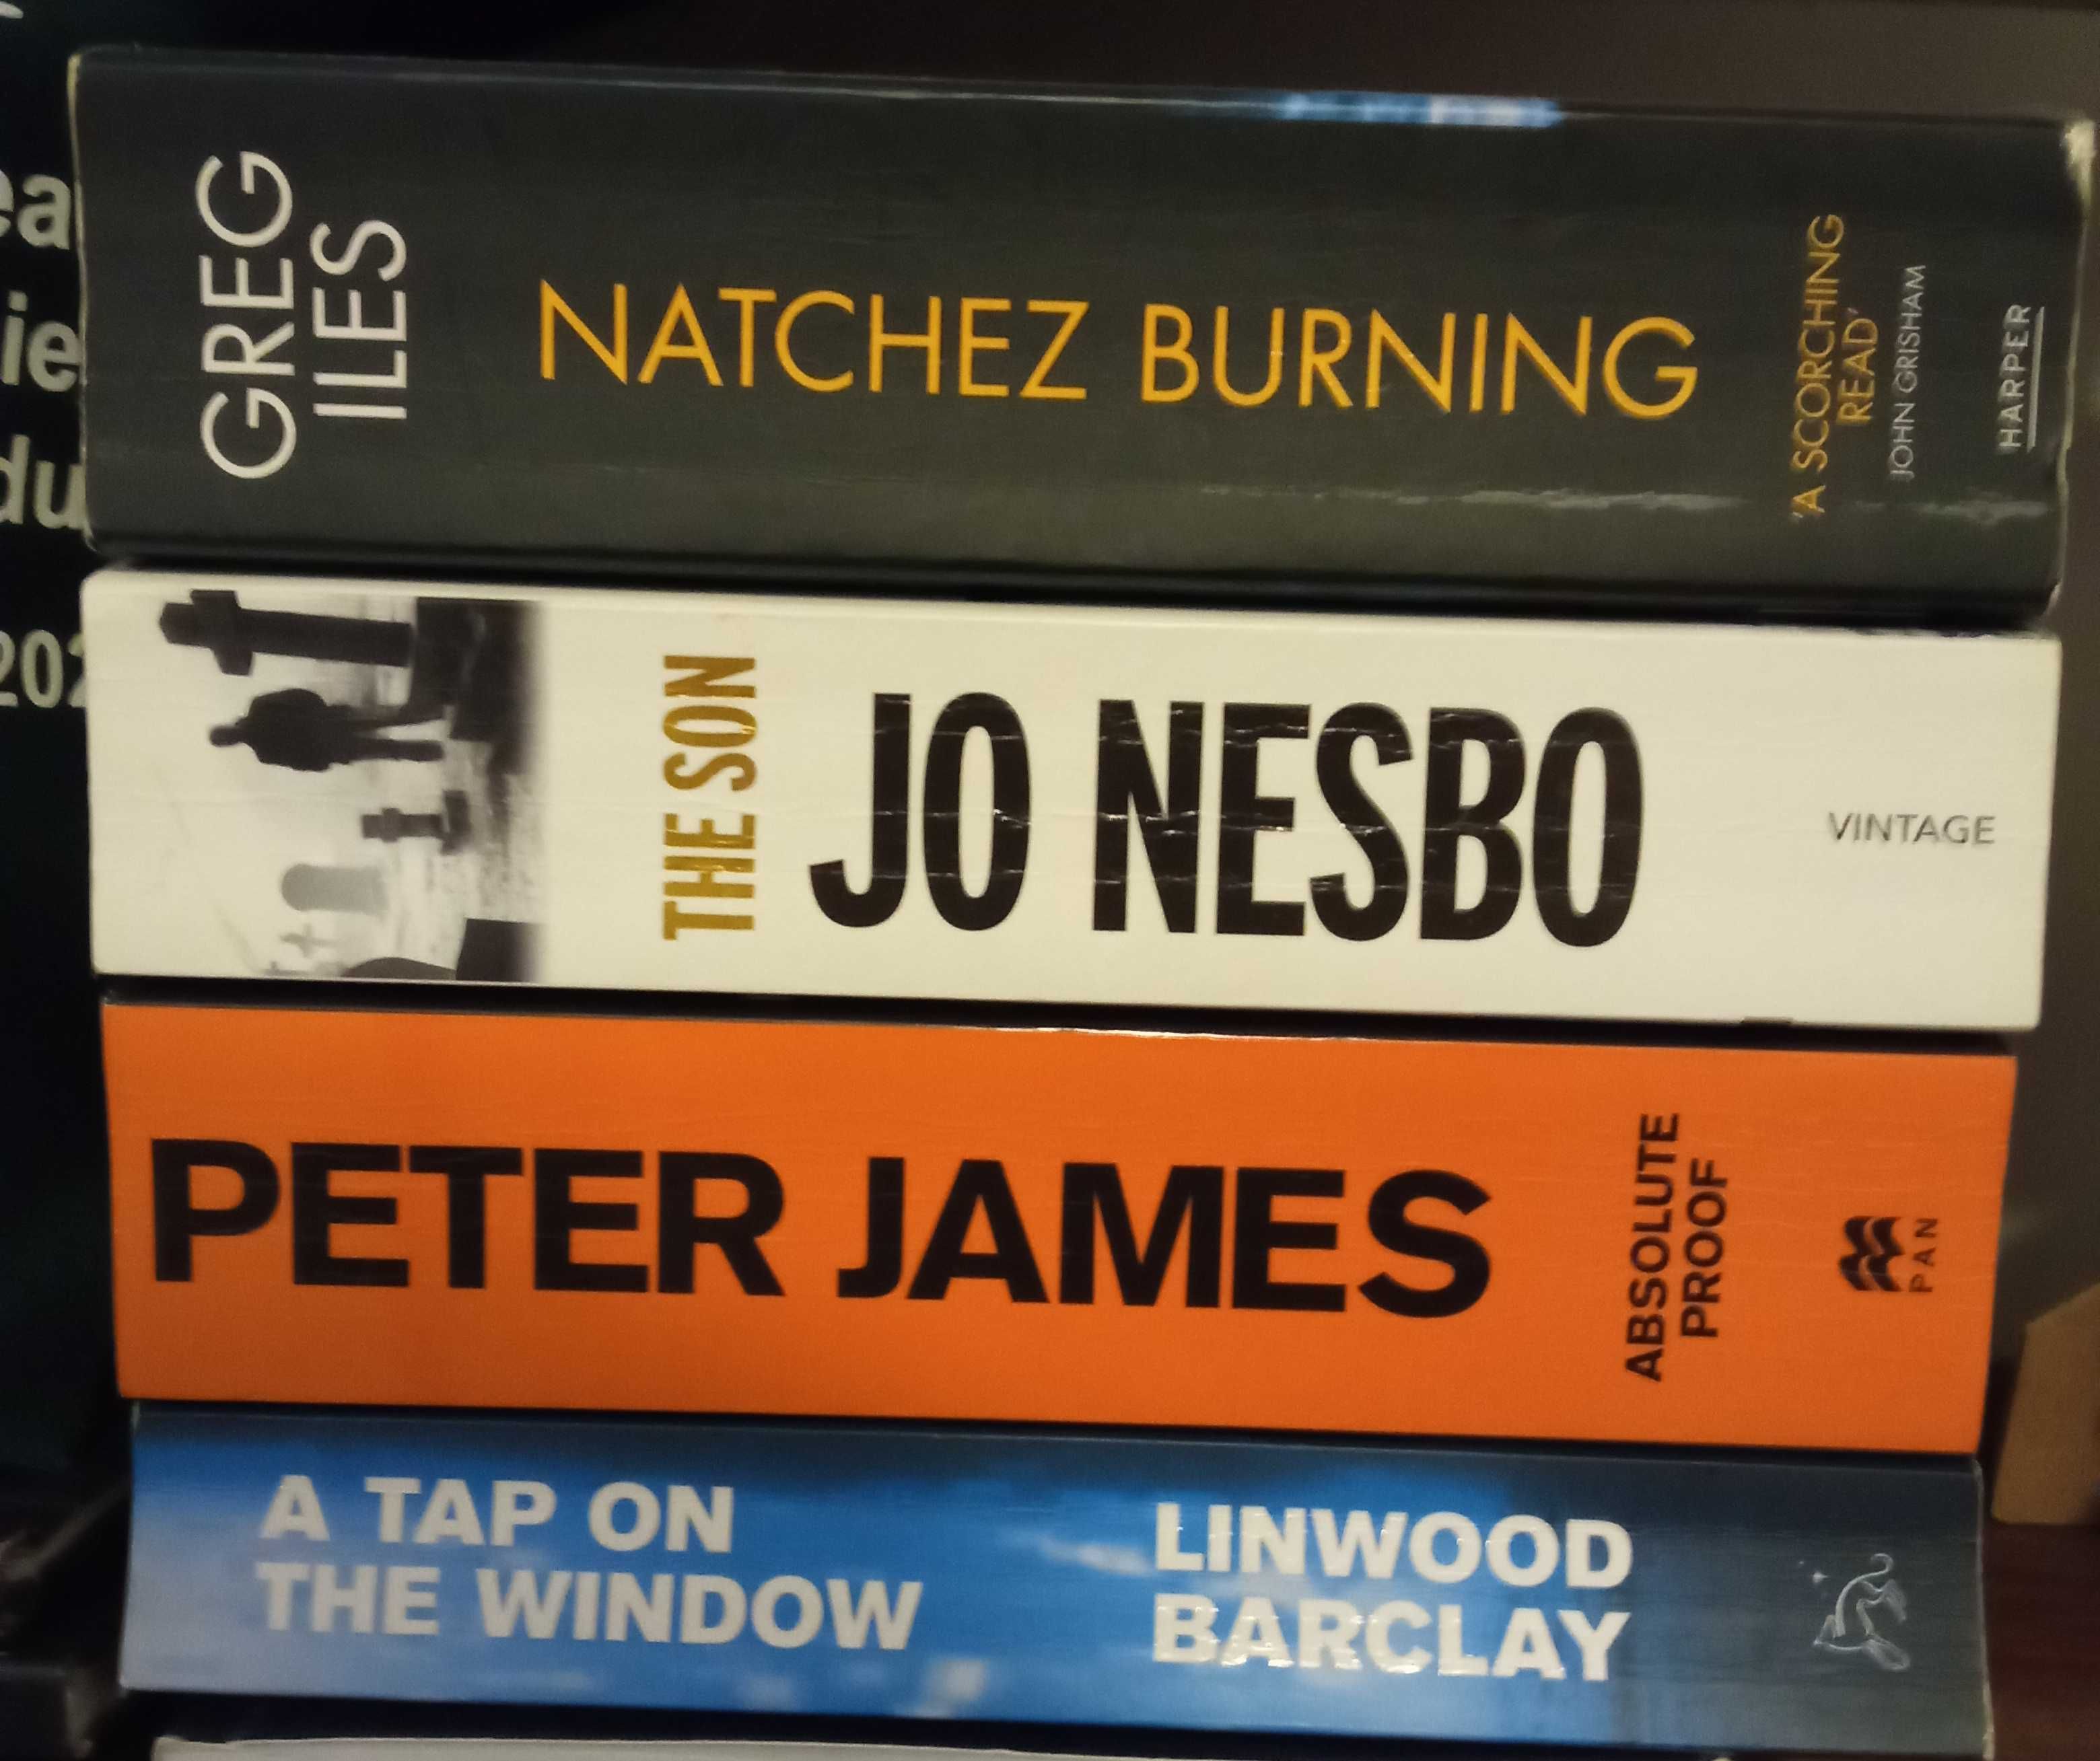 GREG
ILES
NATCHEZ BURNING
'A SCORCHING
READ'
JOHN GRISHAM
HARPER
THE SON
JO NESBO
VINTAGE
PETER JAMES
ABSOLUTE
PROOF
PAN
A TAP ON
THE WINDOW
LINWOOD
BARCLAY